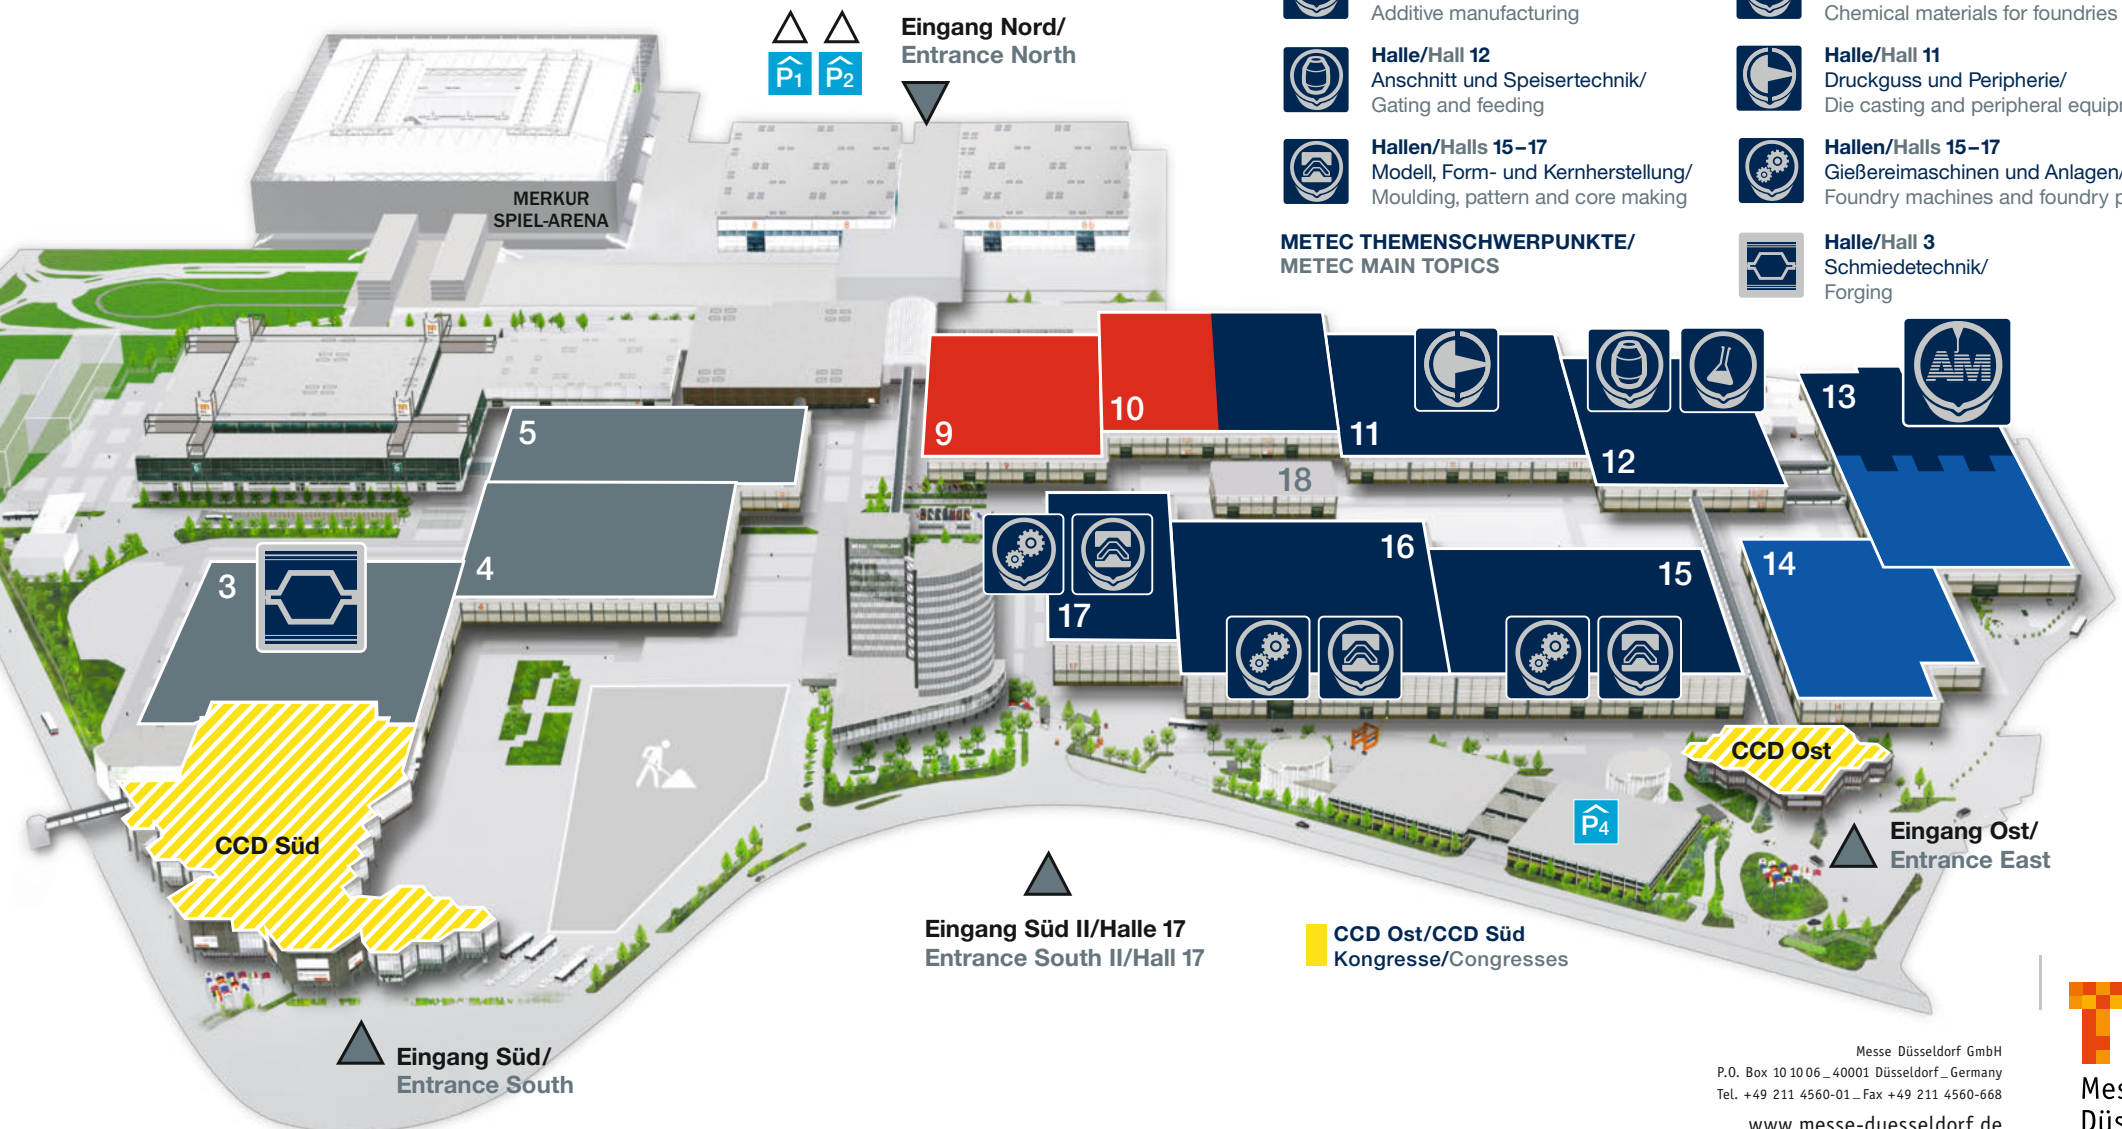 Additive manufacturing
Chemical materials for foundries
Eingang Nord/
Entrance North
P1
P2
Halle/Hall 12
Anschnitt und Speisertechnik/
Gating and feeding
Halle/Hall 11
Druckguss und Peripherie/
Die casting and peripheral equip
Hallen/Halls 15–17
Modell, Form- und Kernherstellung/
Moulding, pattern and core making
Hallen/Halls 15–17
Gießereimaschinen und Anlagen/
Foundry machines and foundry p
METEC THEMENSCHWERPUNKTE/
METEC MAIN TOPICS
Halle/Hall 3
Schmiedetechnik/
Forging
MERKUR
SPIEL-ARENA
AM
13
5
9
10
11
12
18
4
3
16
15
14
17
CCD Ost
CCD Süd
P4
Eingang Ost/
Entrance East
Eingang Süd II/Halle 17
Entrance South II/Hall 17
CCD Ost/CCD Süd
Kongresse/Congresses
Eingang Süd/
Entrance South
Messe Düsseldorf GmbH
P.O. Box 10 10 06 _ 40001 Düsseldorf _ Germany
Tel. +49 211 4560-01 _ Fax +49 211 4560-668
www.messe-duesseldorf.de
Mes
Düs